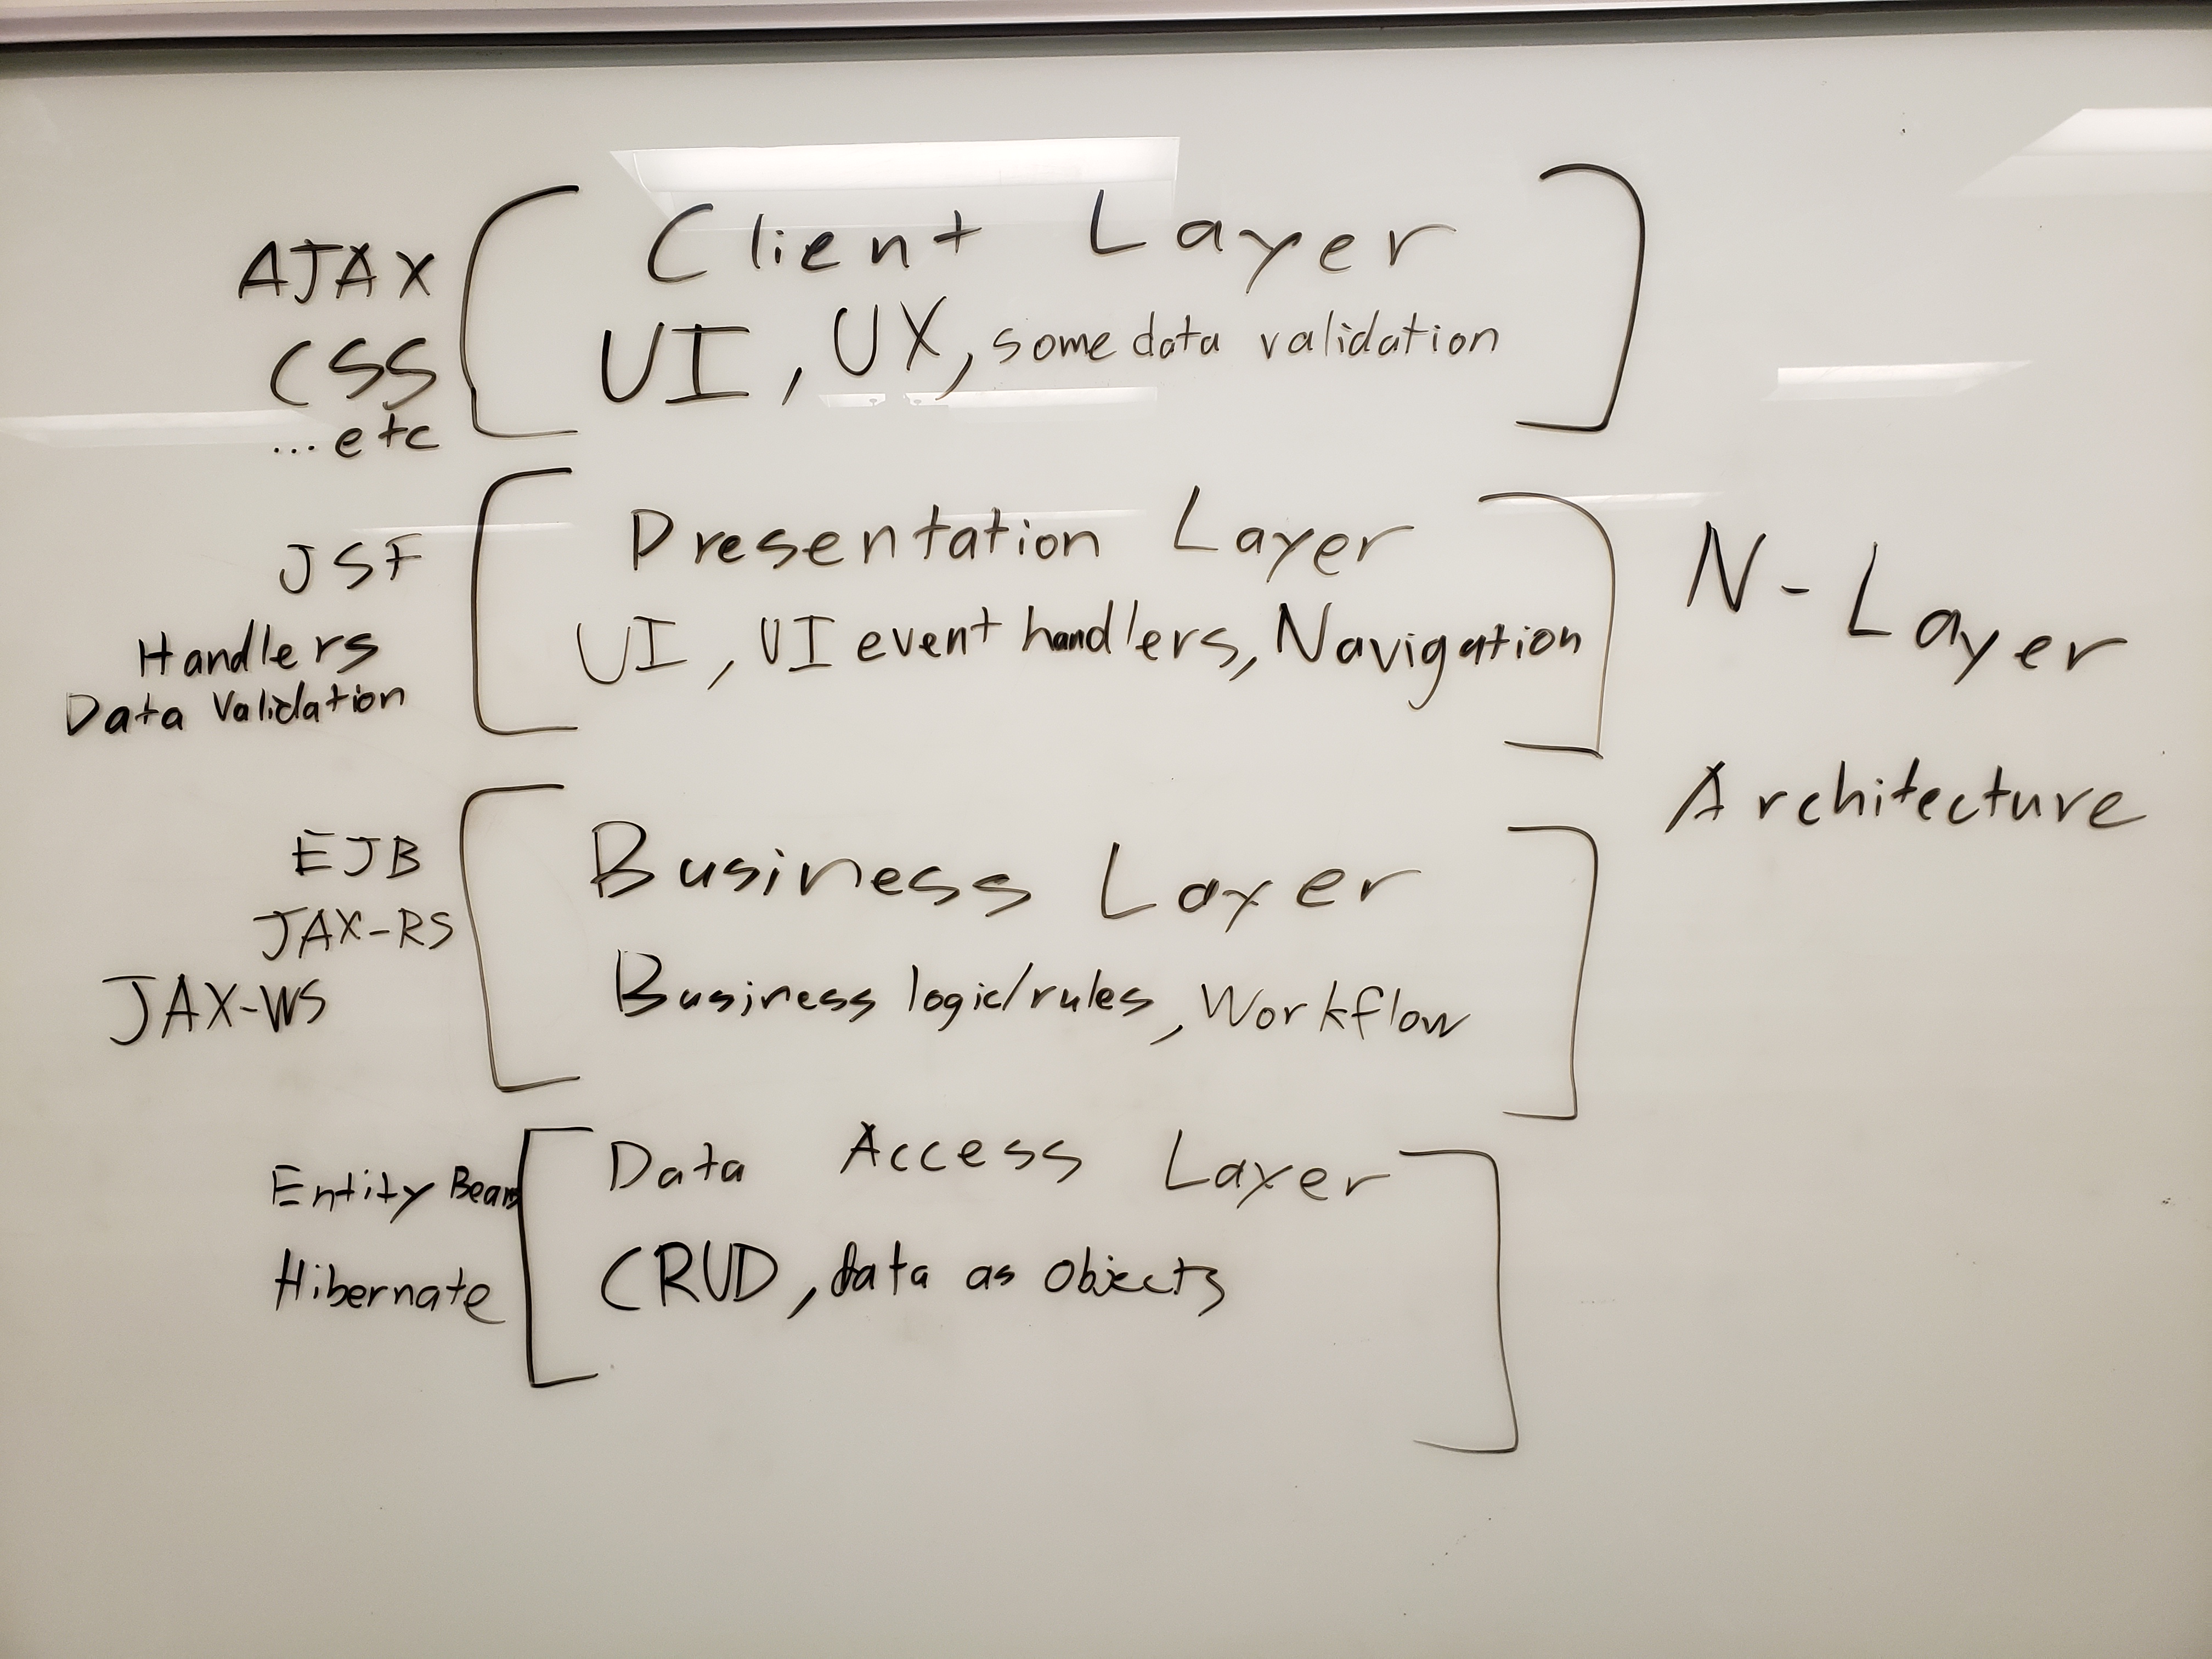 AJAX
CSS
...etc
Client Layer
UI, UX, some data validation
JSF
Handlers
Data Validation
Presentation Layer
UI, UI event handlers, Navigation
N-Layer
Architecture
EJB
JAX-RS
JAX-WS
Business Layer
Business logic/rules, Workflow
Entity Beans
Hibernate
Data Access Layer
CRUD, data as objects